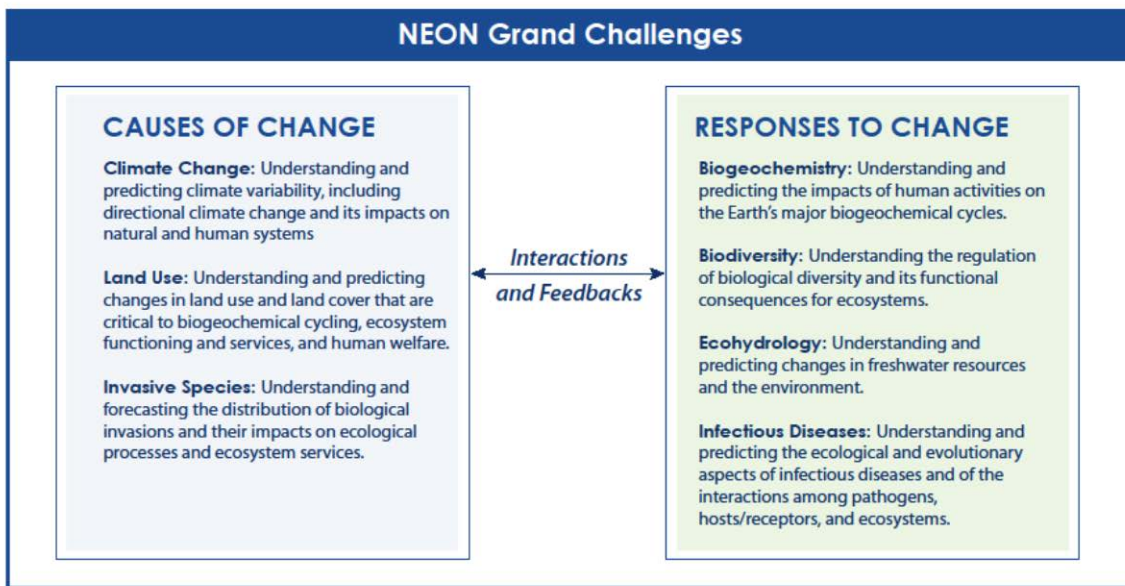 NEON Grand Challenges
CAUSES OF CHANGE
Climate Change: Understanding and
predicting climate variability, including
directional climate change and its impacts on
natural and human systems
Land Use: Understanding and predicting
changes in land use and land cover that are
critical to biogeochemical cycling, ecosystem
functioning and services, and human welfare.
Invasive Species: Understanding and
forecasting the distribution of biological
invasions and their impacts on ecological
processes and ecosystem services.
Interactions
and Feedbacks
RESPONSES TO CHANGE
Biogeochemistry: Understanding and
predicting the impacts of human activities on
the Earth's major biogeochemical cycles.
Biodiversity: Understanding the regulation
of biological diversity and its functional
consequences for ecosystems.
Ecohydrology: Understanding and
predicting changes in freshwater resources
and the environment.
Infectious Diseases: Understanding and
predicting the ecological and evolutionary
aspects of infectious diseases and of the
interactions among pathogens,
hosts/receptors, and ecosystems.